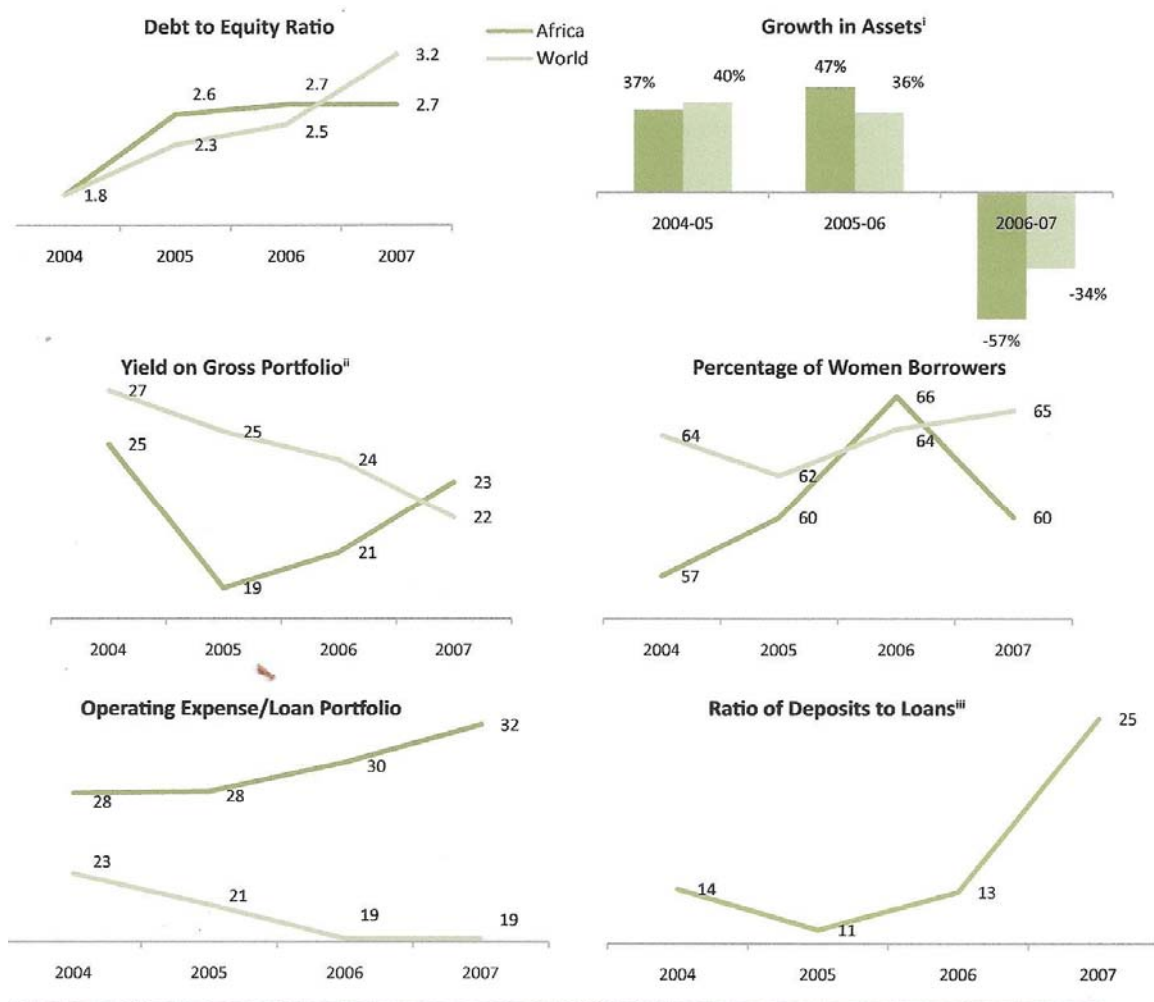 Debt to Equity Ratio
Africa
World
3.2
2.6
2.7
2.7
2.5
2.3
1.8
2004 2005 2006 2007
Growth in Assetsⁱ
37% 40% 47% 36%
2004-05 2005-06 2006-07
-34%
-57%
Yield on Gross Portfolioⁱⁱ
27
25
25
24
23
22
21
19
2004 2005 2006 2007
Percentage of Women Borrowers
66
65
64
64
62
60
60
57
2004 2005 2006 2007
Operating Expense/Loan Portfolio
32
30
28
28
23
21
19
19
2004 2005 2006 2007
Ratio of Deposits to Loansⁱⁱⁱ
25
14
13
11
2004 2005 2006 2007